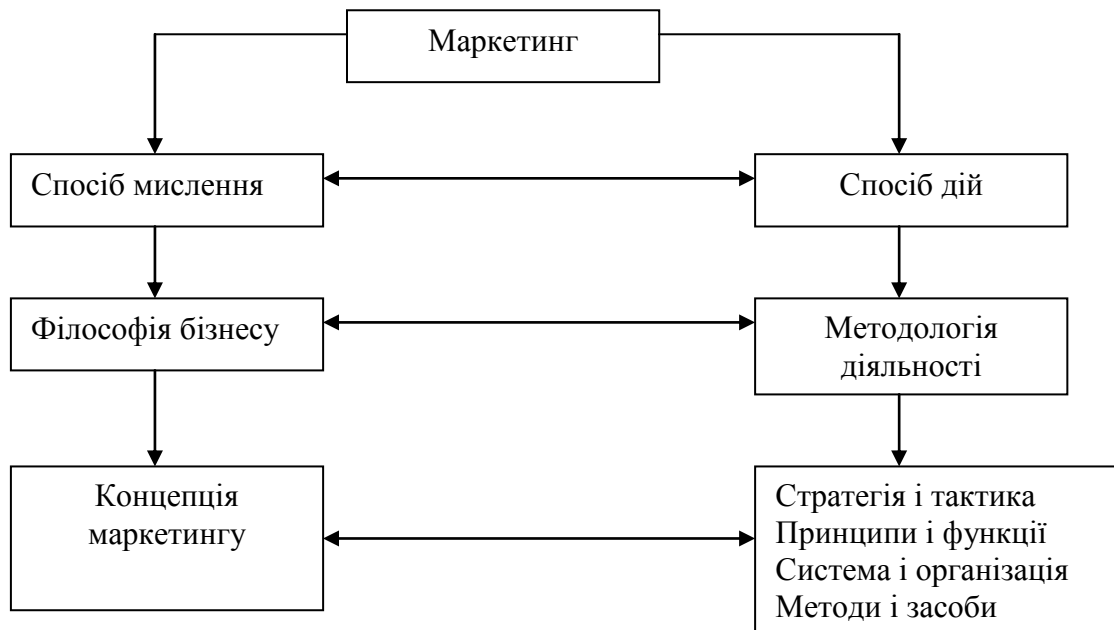 Маркетинг
Спосіб мислення
Спосіб дій
Філософія бізнесу
Методологія
діяльності
Концепція
маркетингу
Стратегія і тактика
Принципи і функції
Система і організація
Методи і засоби